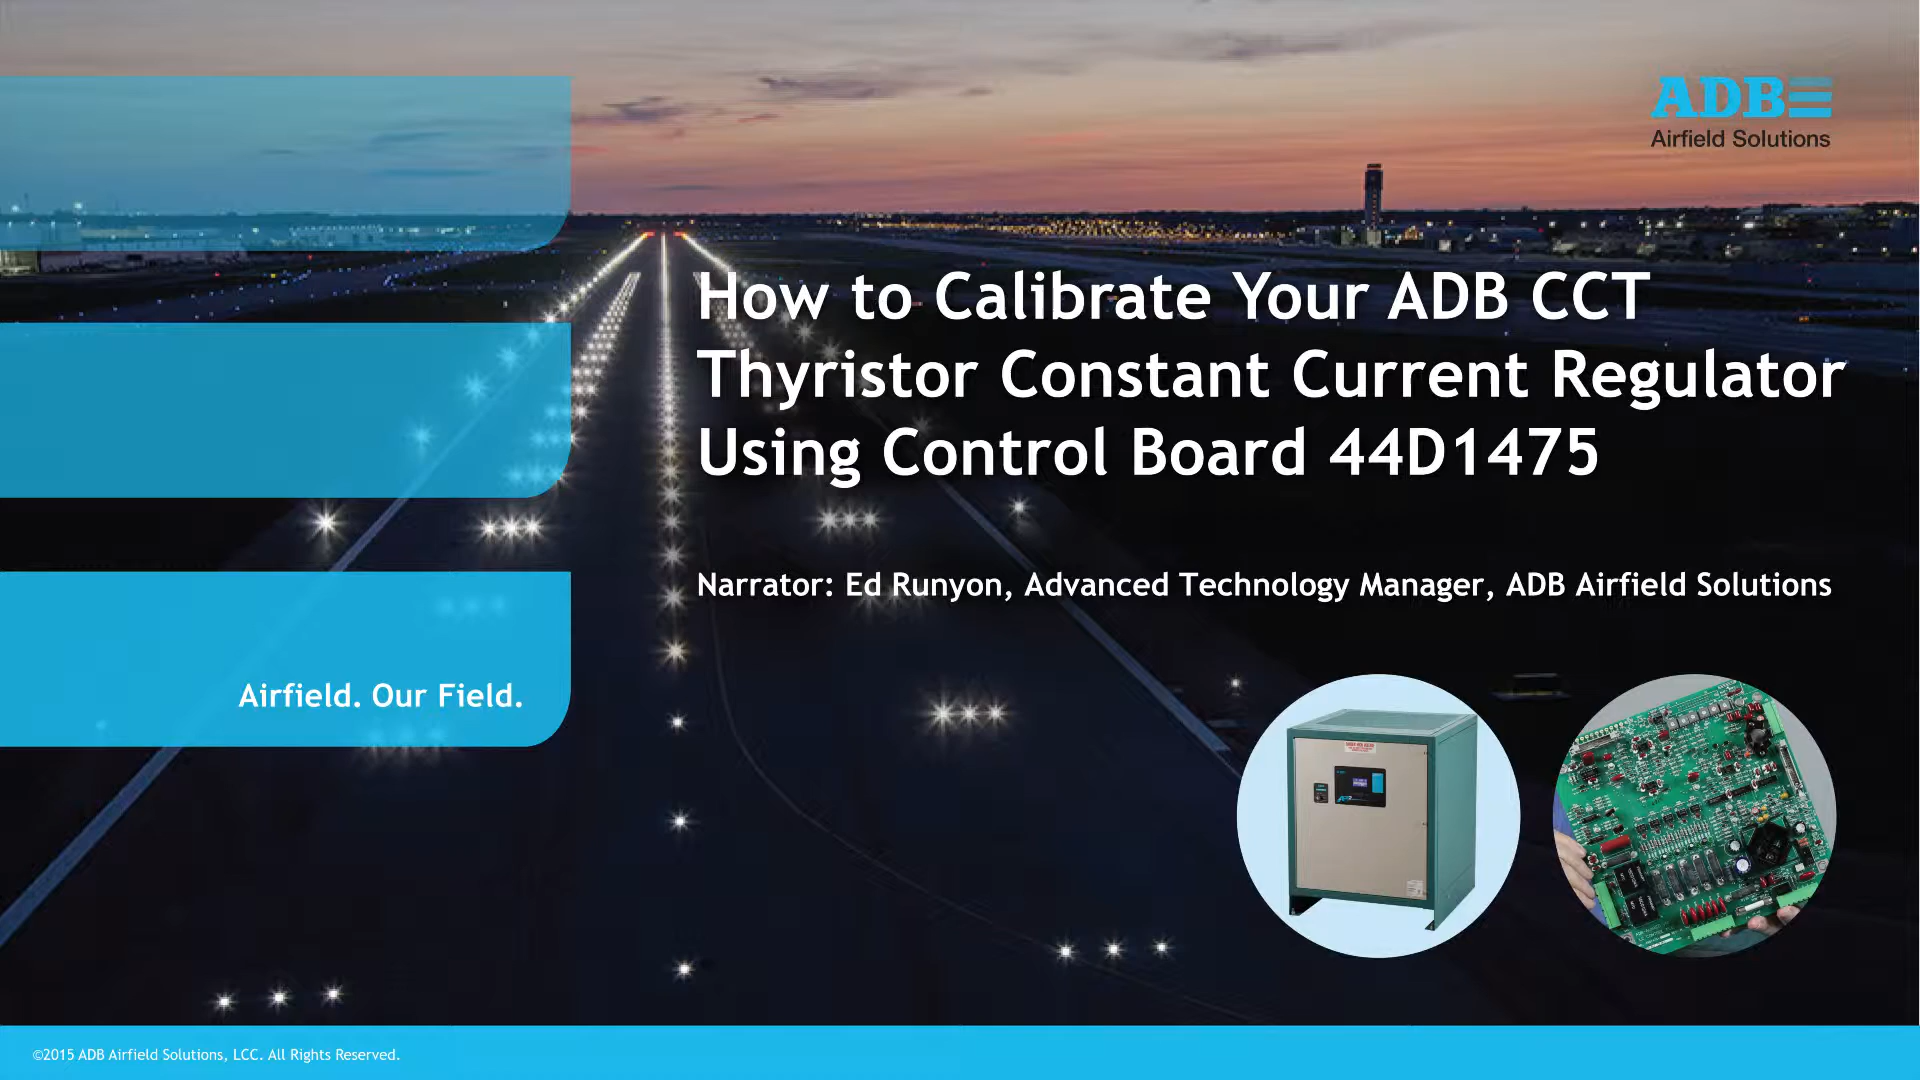 ADB
Airfield Solutions
How to Calibrate Your ADB CCT
Thyristor Constant Current Regulator
Using Control Board 44D1475
Narrator: Ed Runyon, Advanced Technology Manager, ADB Airfield Solutions
Airfield. Our Field.
©2015 ADB Airfield Solutions, LCC. All Rights Reserved.